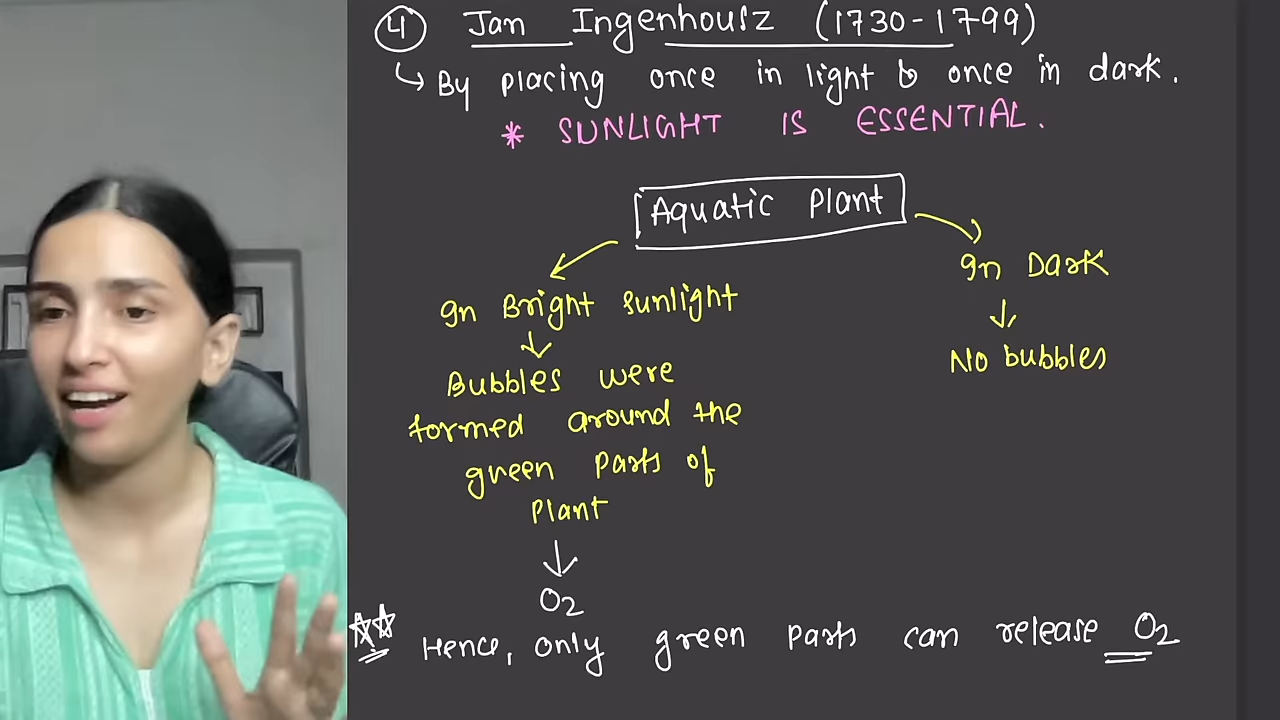 4 Jan Ingenhousz (1730-1799)
↳ By placing once in light & once in dark.
* SUNLIGHT IS ESSENTIAL.
Aquatic Plant
In Bright sunlight
In Dark
↓
↓
Bubbles were
No bubbles
formed around the
green parts of
Plant
↓
O2
Hence, only green parts can release O2